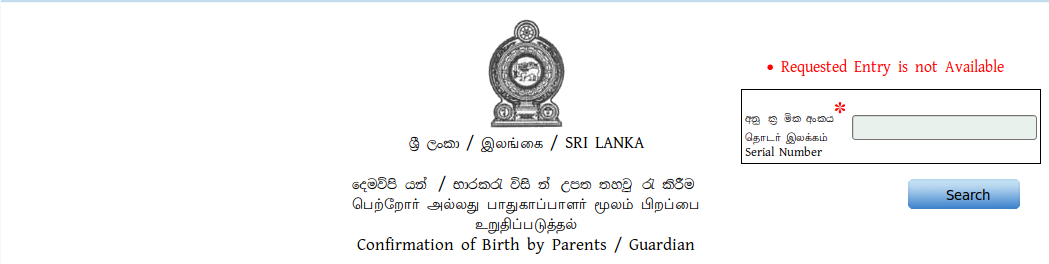 ශ්‍රී ලංකා / இலங்கை / SRI LANKA
දෙමව්පි යන් / භාරකරු විසි න් උපත තහවු රු කිරීම
பெற்றோர் அல்லது பாதுகாப்பாளர் மூலம் பிறப்பை
உறுதிப்படுத்தல்
Confirmation of Birth by Parents / Guardian
• Requested Entry is not Available
අනු ක්‍ර මික අංකය*
தொடர் இலக்கம்
Serial Number
Search